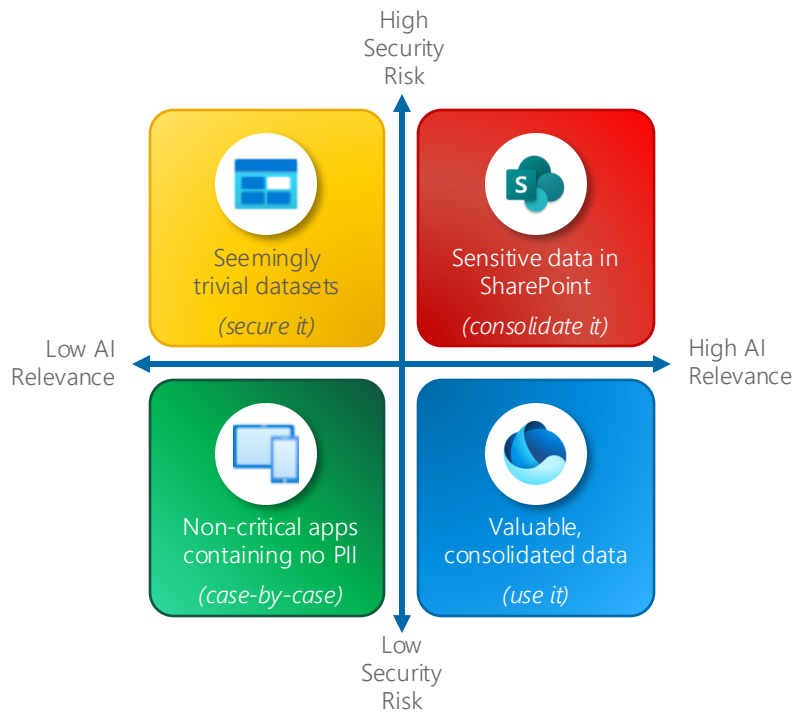 High
Security
Risk
Seemingly
trivial datasets
(secure it)
S
Sensitive data in
SharePoint
(consolidate it)
Low AI
Relevance
High AI
Relevance
Non-critical apps
containing no PII
(case-by-case)
Valuable,
consolidated data
(use it)
Low
Security
Risk